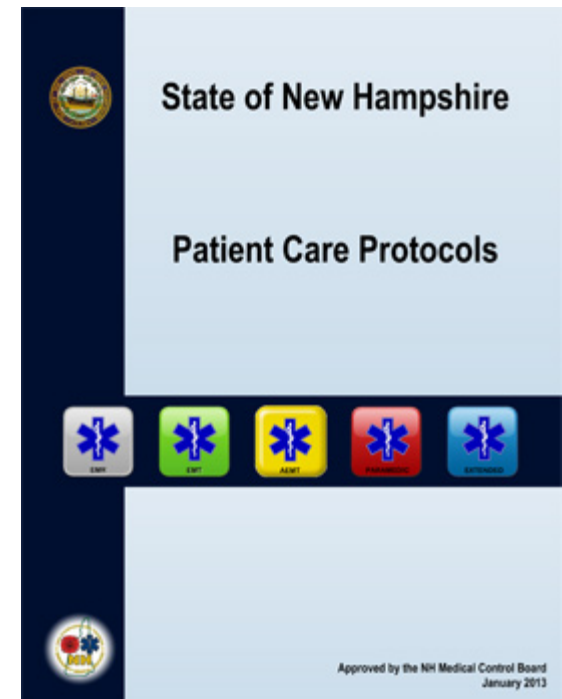 State of New Hampshire
Patient Care Protocols
EMR
EMT
AEMT
PARAMEDIC
EXTENDED
NH
Approved by the NH Medical Control Board
January 2013